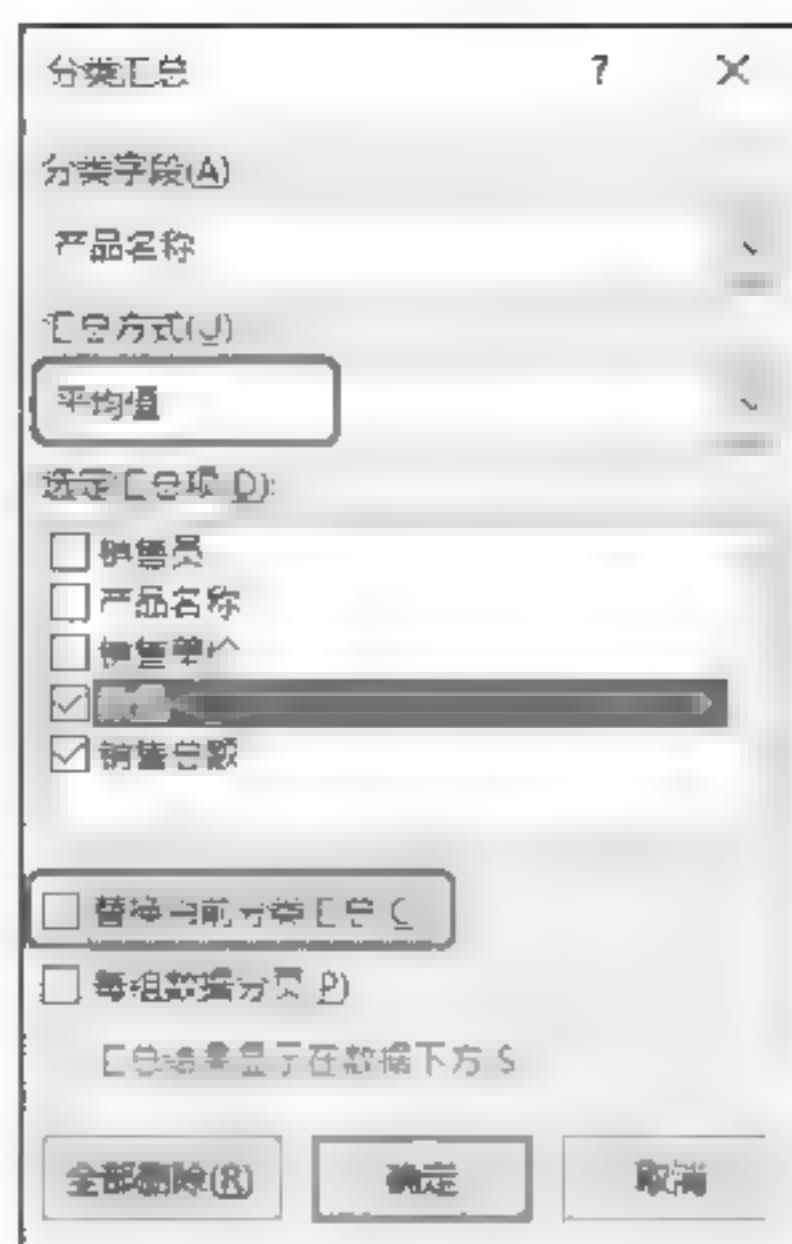 分类汇总 ? ×
分类字段(A)
产品名称
汇总方式(U)
平均值
选定汇总项(D):
销售员
产品名称
销售单价
销售总额
替换当前分类汇总(C)
每组数据分页(P)
汇总结果显示在数据下方(S)
全部删除(R) 确定 取消